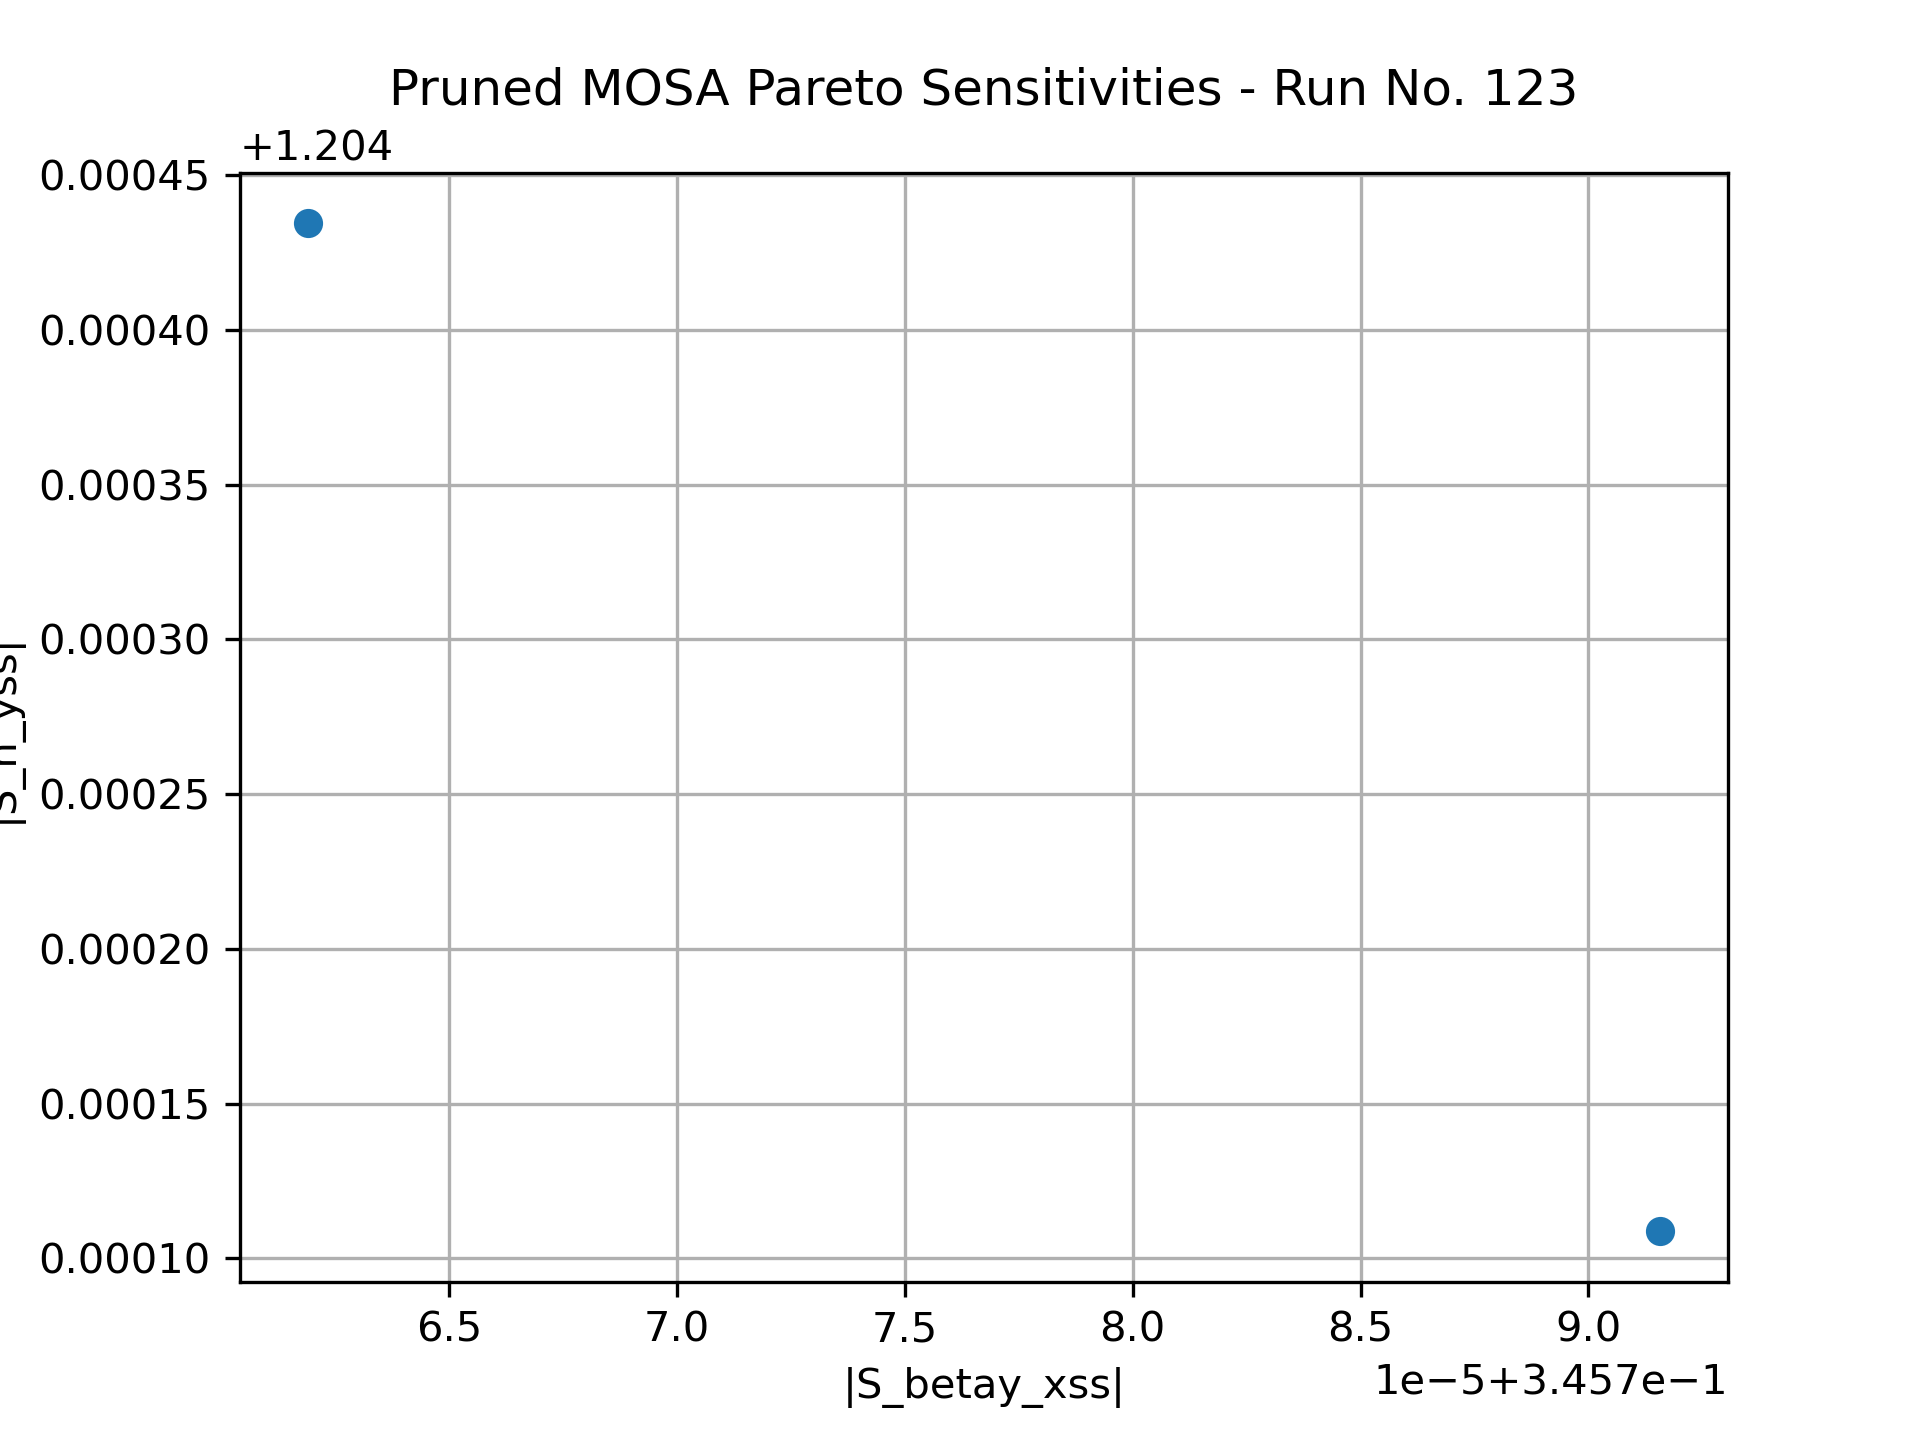 Pruned MOSA Pareto Sensitivities - Run No. 123
+1.204
0.00045
0.00040
0.00035
0.00030
0.00025
0.00020
0.00015
0.00010
|S_n_yss|
6.5 7.0 7.5 8.0 8.5 9.0
|S_betay_xss|
1e−5+3.457e−1